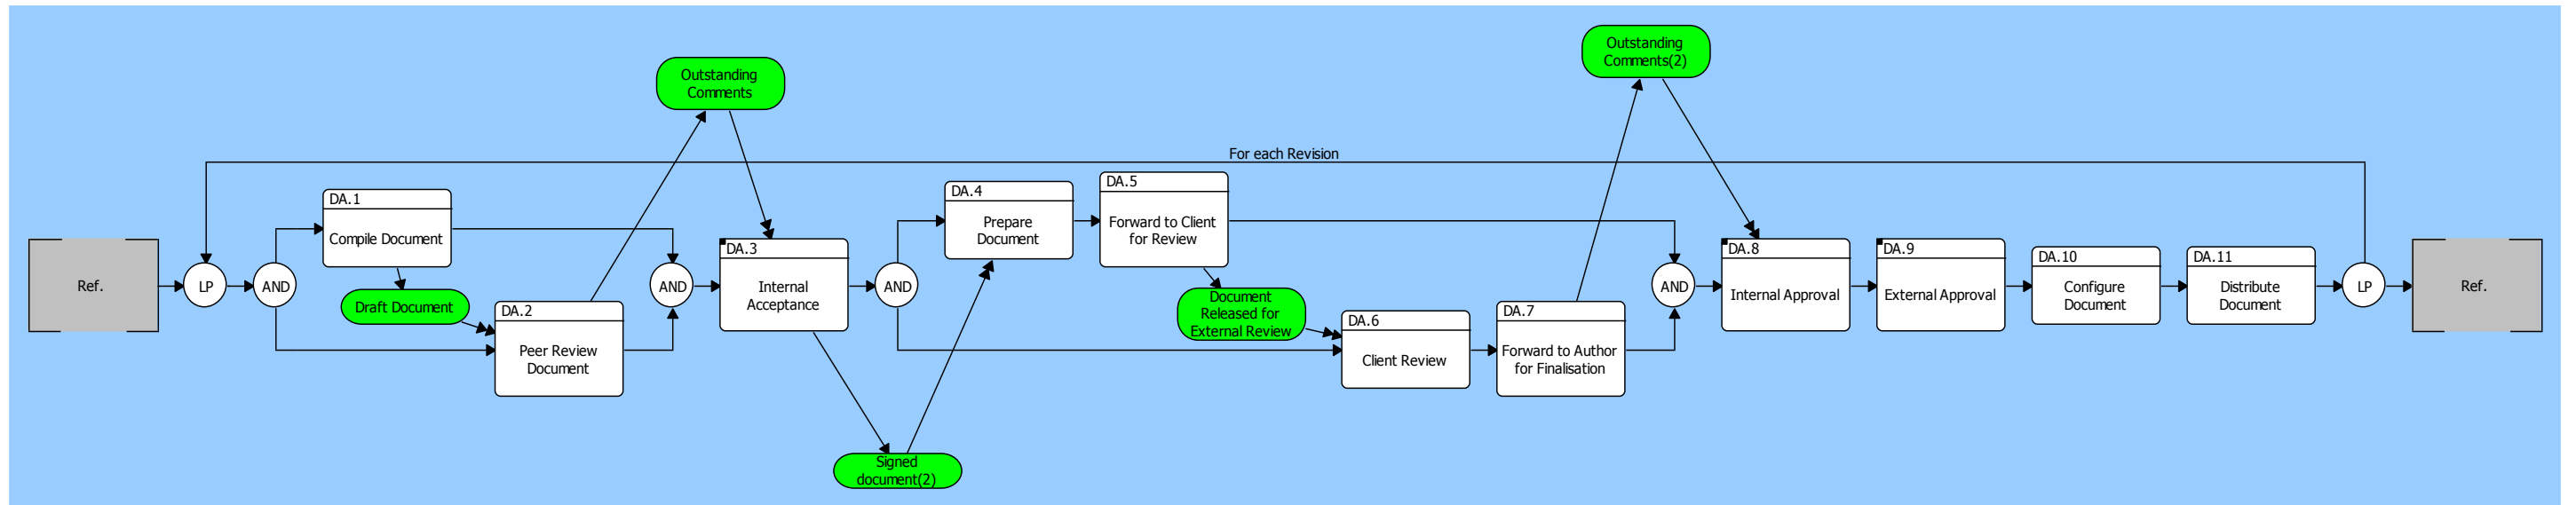 Outstanding
Comments(2)
Outstanding
Comments
For each Revision
Ref.
LP
AND
DA.1
Compile Document
Draft Document
DA.2
Peer Review
Document
AND
DA.3
Internal
Acceptance
Signed
document(2)
AND
DA.4
Prepare
Document
DA.5
Forward to Client
for Review
Document
Released for
External Review
DA.6
Client Review
DA.7
Forward to Author
for Finalisation
AND
DA.8
Internal Approval
DA.9
External Approval
DA.10
Configure
Document
DA.11
Distribute
Document
LP
Ref.